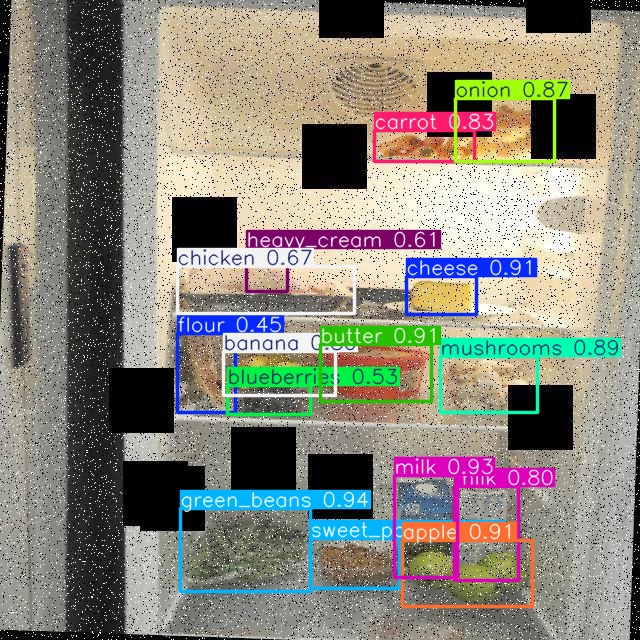 onion 0.87
carrot 0.83
heavy_cream 0.61
chicken 0.67
cheese 0.91
flour 0.45
butter 0.91
banana
mushrooms 0.89
blueberries 0.53
milk 0.93
milk 0.80
green_beans 0.94
apple 0.91